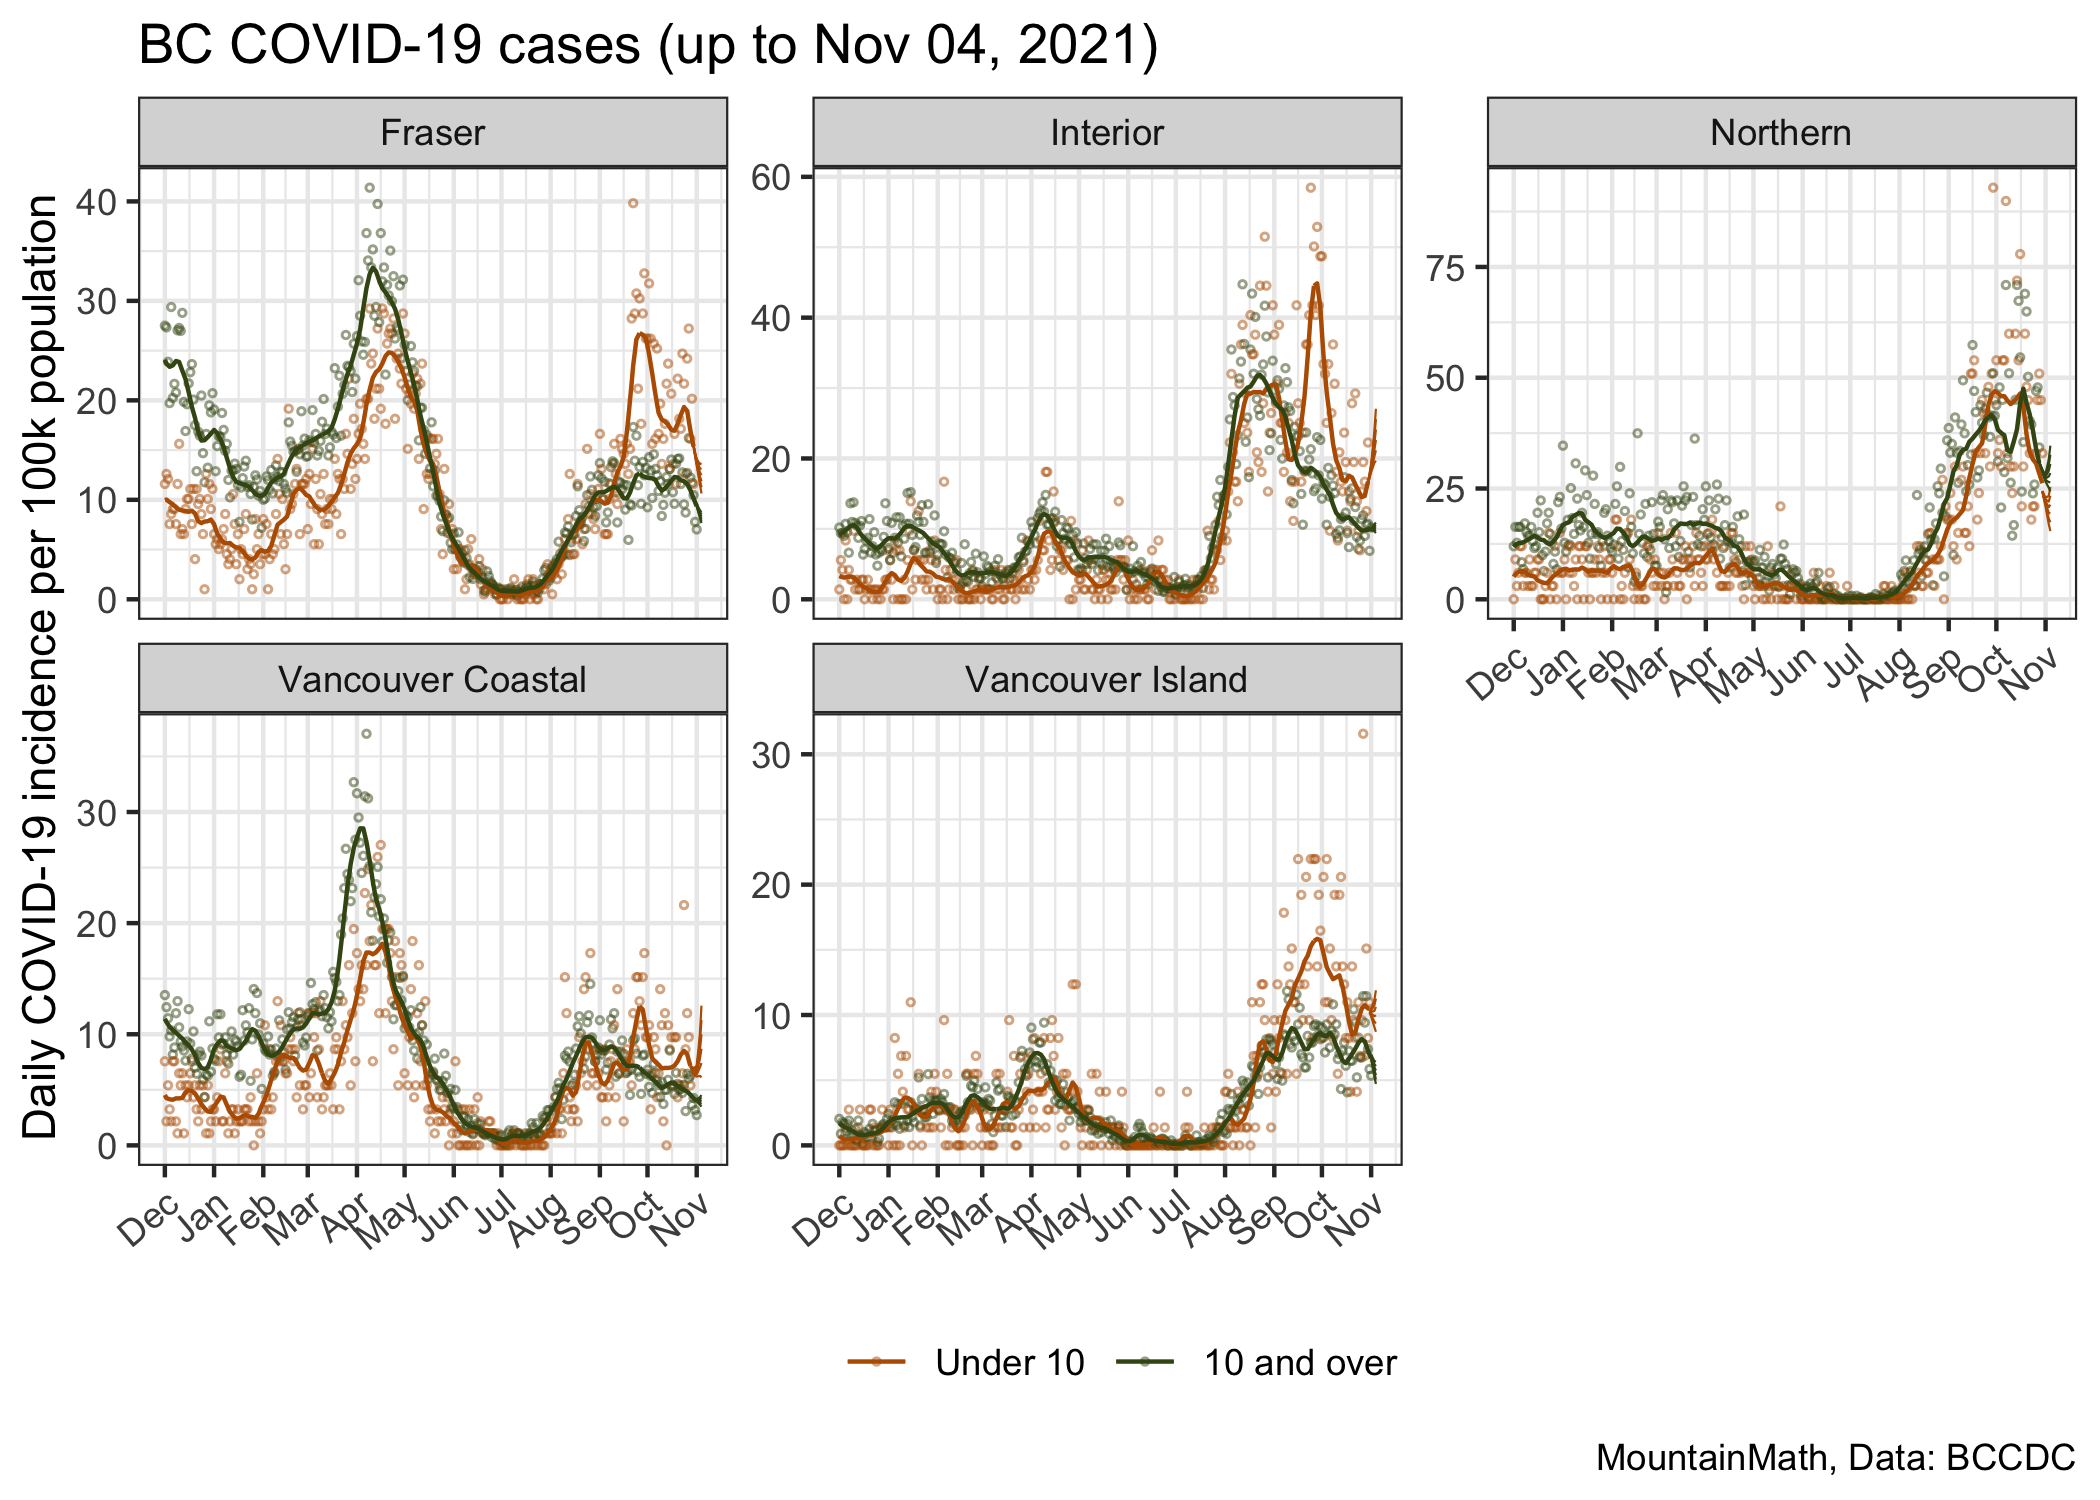 BC COVID-19 cases (up to Nov 04, 2021)
Daily COVID-19 incidence per 100k population
Fraser
40
30
20
10
0
Interior
60
40
20
0
Northern
75
50
25
0
Dec Jan Feb Mar Apr May Jun Jul Aug Sep Oct Nov
Vancouver Coastal
30
20
10
0
Dec Jan Feb Mar Apr May Jun Jul Aug Sep Oct Nov
Vancouver Island
30
20
10
0
Dec Jan Feb Mar Apr May Jun Jul Aug Sep Oct Nov
Under 10 10 and over
MountainMath, Data: BCCDC